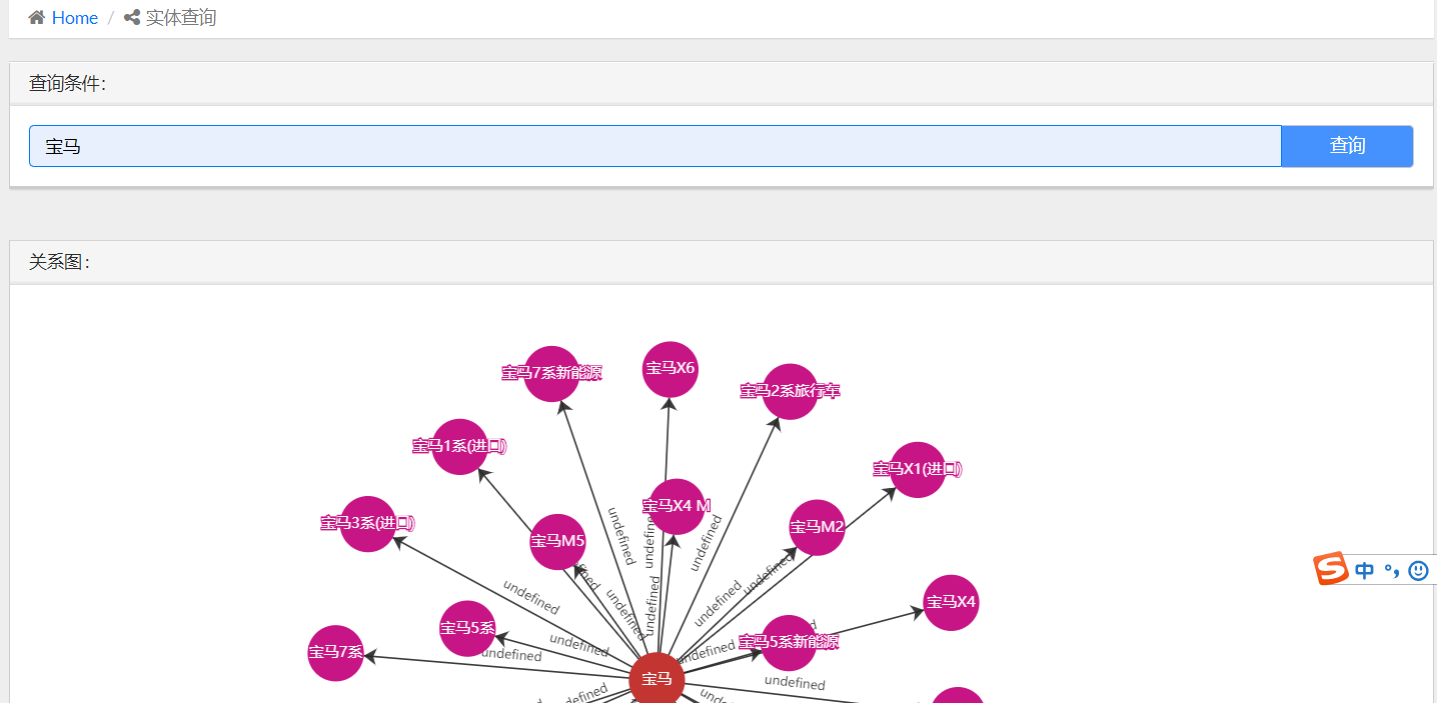 Home / 实体查询
查询条件:
宝马
查询
关系图:
宝马7系新能源
宝马X6
宝马2系旅行车
宝马1系(进口)
宝马X1(进口)
宝马3系(进口)
宝马X4 M
宝马M5
宝马M2
undefined
undefined
undefined
undefined
undefined
undefined
undefined
undefined
宝马X4
中
宝马5系
宝马5系新能源
宝马7系
undefined
undefined
undefined
宝马
undefined